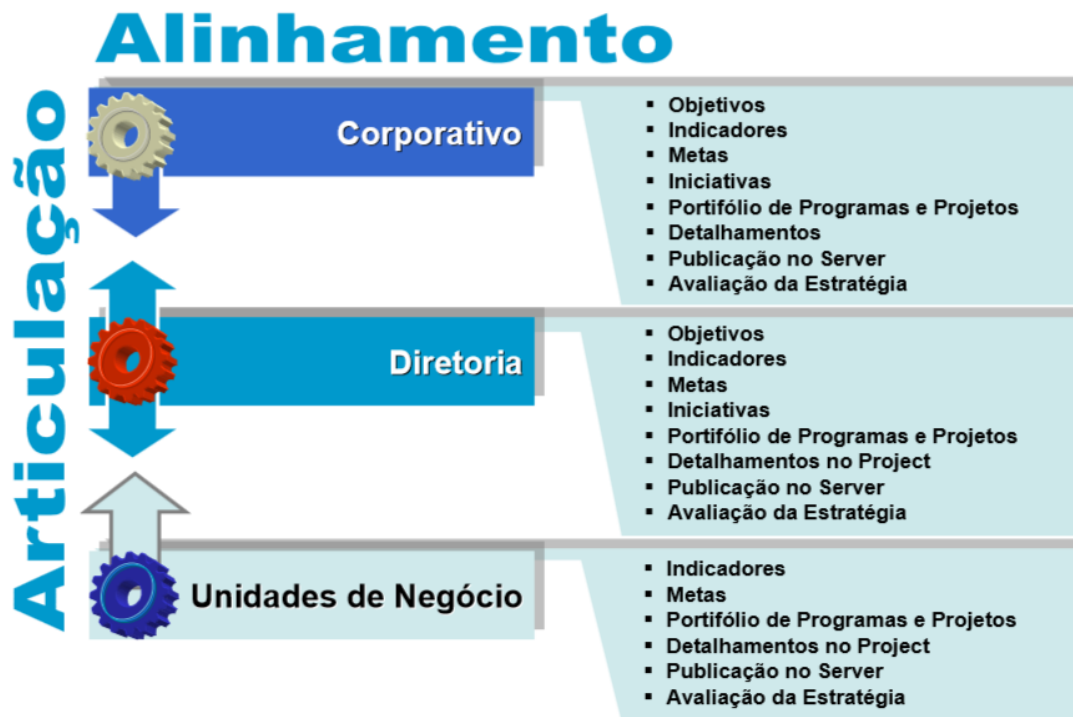 Alinhamento
Articulação
Corporativo
▪ Objetivos
▪ Indicadores
▪ Metas
▪ Iniciativas
▪ Portifólio de Programas e Projetos
▪ Detalhamentos
▪ Publicação no Server
▪ Avaliação da Estratégia
Diretoria
▪ Objetivos
▪ Indicadores
▪ Metas
▪ Iniciativas
▪ Portifólio de Programas e Projetos
▪ Detalhamentos no Project
▪ Publicação no Server
▪ Avaliação da Estratégia
Unidades de Negócio
▪ Indicadores
▪ Metas
▪ Portifólio de Programas e Projetos
▪ Detalhamentos no Project
▪ Publicação no Server
▪ Avaliação da Estratégia